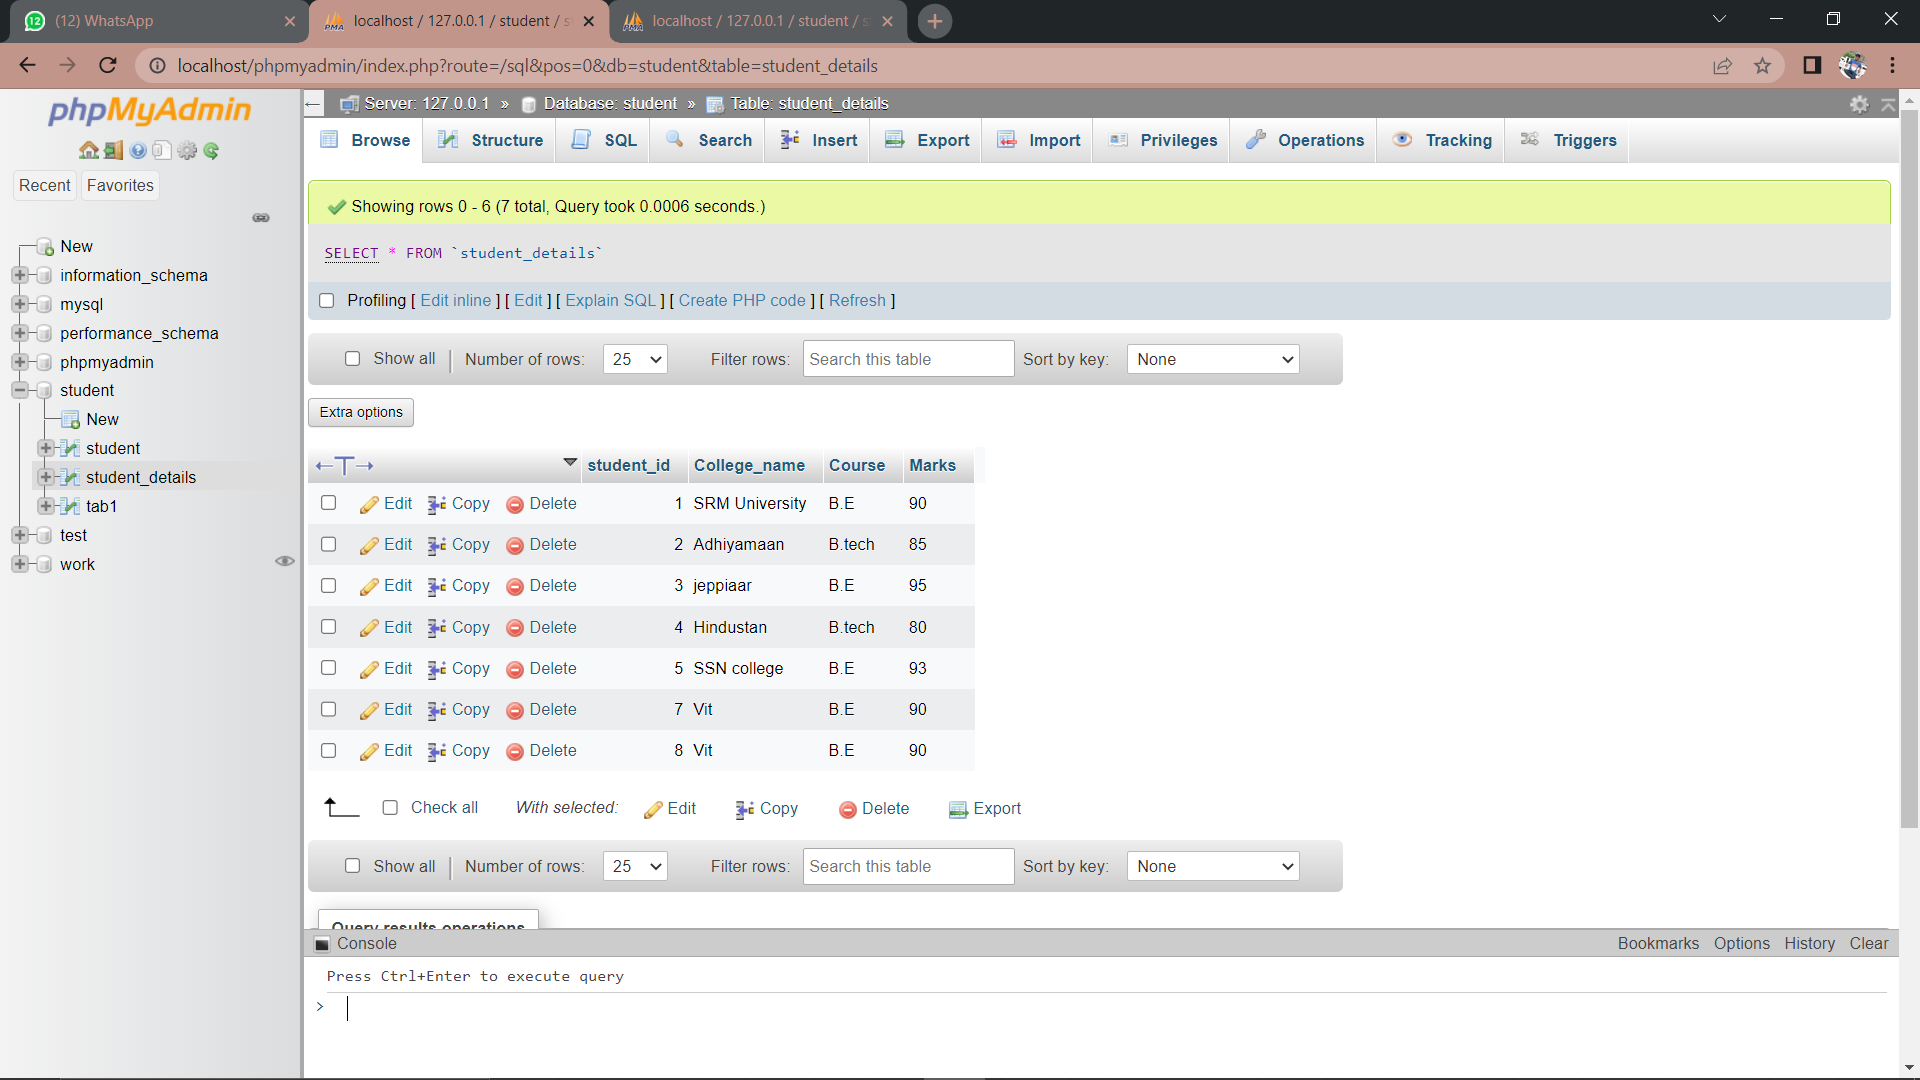 (12) WhatsApp
localhost / 127.0.0.1 / student / s
localhost / 127.0.0.1 / student / s
localhost/phpmyadmin/index.php?route=/sql&pos=0&db=student&table=student_details
phpMyAdmin
Recent Favorites
New
information_schema
mysql
performance_schema
phpmyadmin
student
New
student
student_details
tab1
test
work
Server: 127.0.0.1 » Database: student » Table: student_details
Browse Structure SQL Search Insert Export Import Privileges Operations Tracking Triggers
Showing rows 0 - 6 (7 total, Query took 0.0006 seconds.)
SELECT * FROM `student_details`
Profiling [ Edit inline ] [ Edit ] [ Explain SQL ] [ Create PHP code ] [ Refresh ]
Show all | Number of rows: 25 Filter rows: Search this table Sort by key: None
Extra options
←T→ student_id College_name Course Marks
Edit Copy Delete 1 SRM University B.E 90
Edit Copy Delete 2 Adhiyamaan B.tech 85
Edit Copy Delete 3 jeppiaar B.E 95
Edit Copy Delete 4 Hindustan B.tech 80
Edit Copy Delete 5 SSN college B.E 93
Edit Copy Delete 7 Vit B.E 90
Edit Copy Delete 8 Vit B.E 90
Check all With selected: Edit Copy Delete Export
Show all | Number of rows: 25 Filter rows: Search this table Sort by key: None
Query results operations
Console Bookmarks Options History Clear
Press Ctrl+Enter to execute query
>